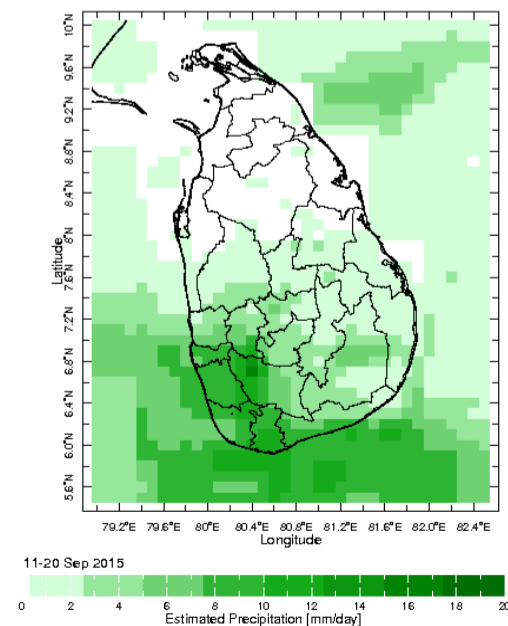 10°N
9.6°N
9.2°N
8.8°N
8.4°N
8°N
7.6°N
7.2°N
6.8°N
6.4°N
6.0°N
5.6°N
Latitude
79.2°E 79.6°E 80°E 80.4°E 80.8°E 81.2°E 81.6°E 82.0°E 82.4°E
Longitude
11-20 Sep 2015
0 2 4 6 8 10 12 14 16 18 20
Estimated Precipitation [mm/day]